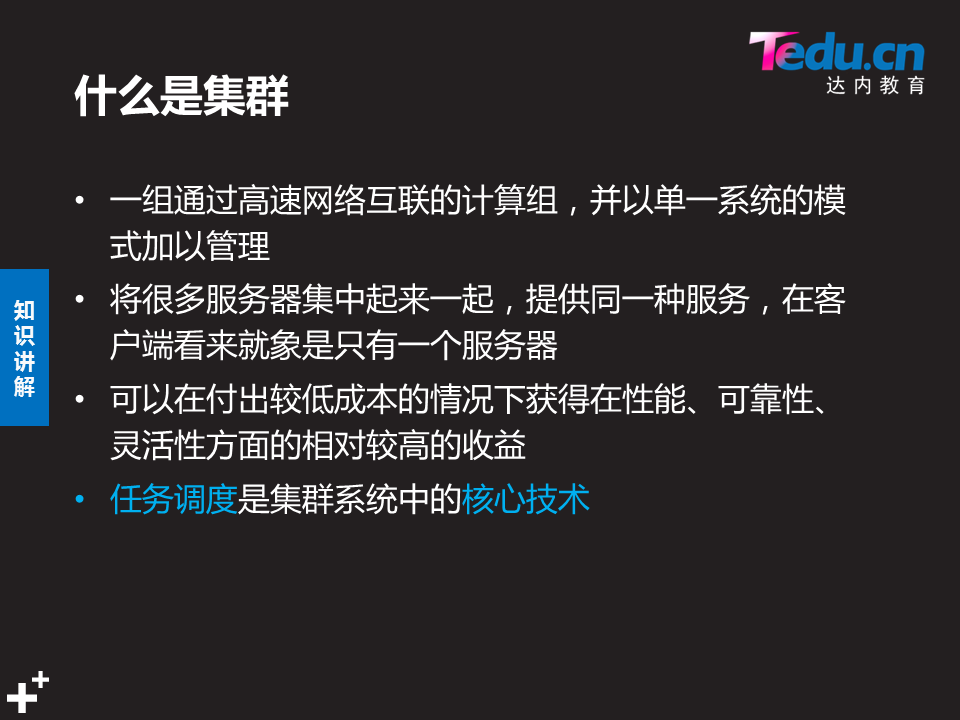 Tedu.cn
达内教育
什么是集群
• 一组通过高速网络互联的计算组，并以单一系统的模
式加以管理
• 将很多服务器集中起来一起，提供同一种服务，在客
户端看来就象是只有一个服务器
• 可以在付出较低成本的情况下获得在性能、可靠性、
灵活性方面的相对较高的收益
• 任务调度是集群系统中的核心技术
知
识
讲
解